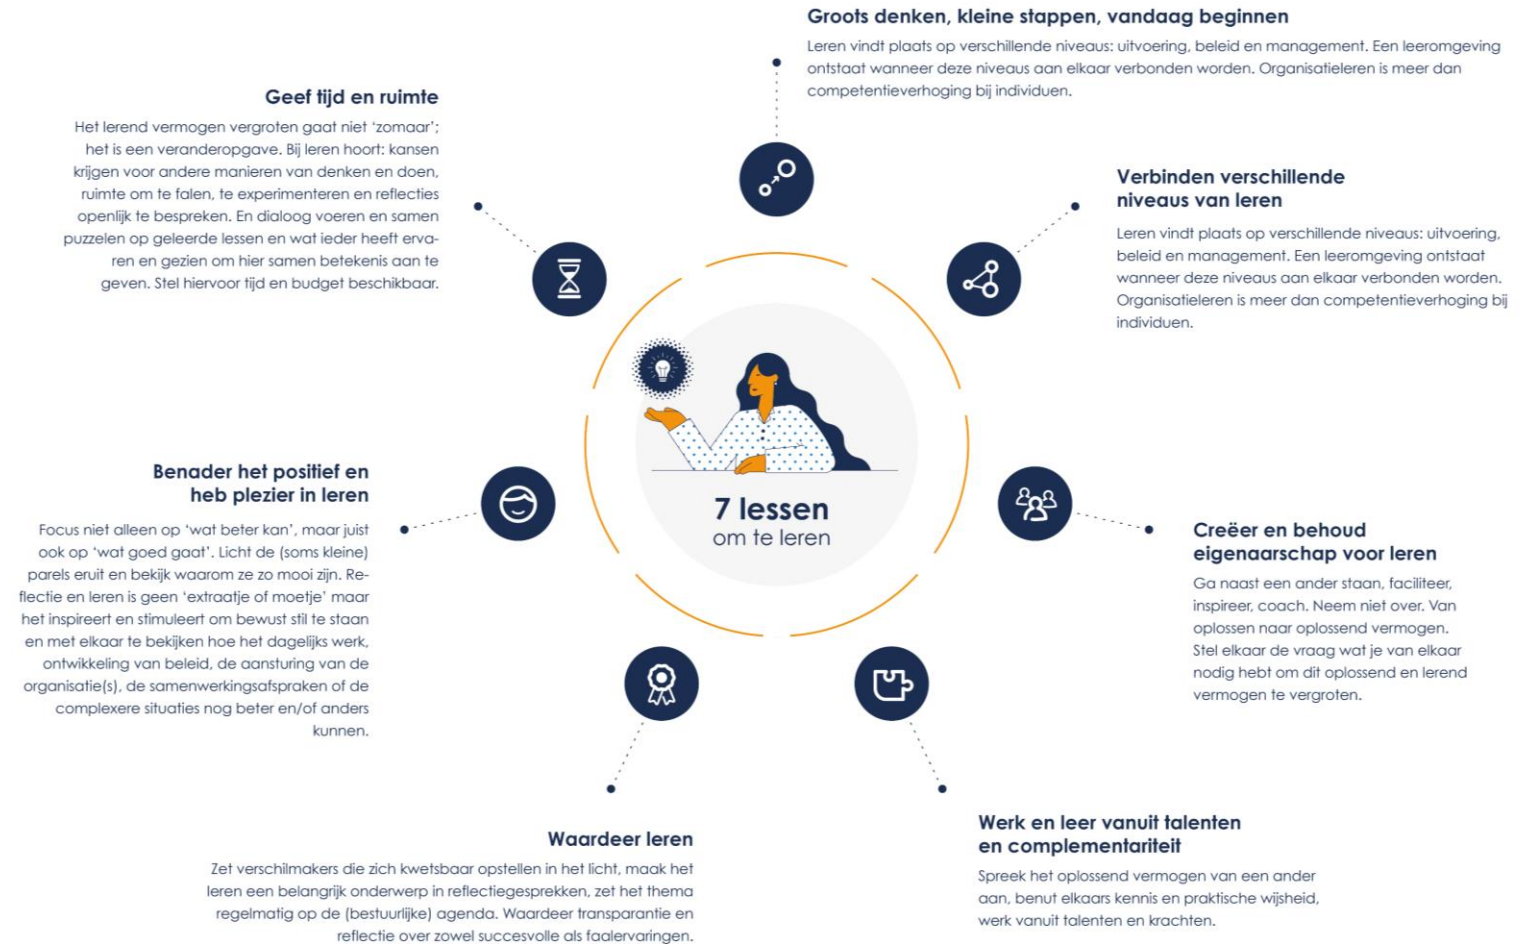 Groots denken, kleine stappen, vandaag beginnen
Leren vindt plaats op verschillende niveaus: uitvoering, beleid en management. Een leeromgeving
ontstaat wanneer deze niveaus aan elkaar verbonden worden. Organisatieleren is meer dan
competentieverhoging bij individuen.
Verbinden verschillende
niveaus van leren
Leren vindt plaats op verschillende niveaus: uitvoering,
beleid en management. Een leeromgeving ontstaat
wanneer deze niveaus aan elkaar verbonden worden.
Organisatieleren is meer dan competentieverhoging bij
individuen.
Creëer en behoud
eigenaarschap voor leren
Ga naast een ander staan, faciliteer,
inspireer, coach. Neem niet over. Van
oplossen naar oplossend vermogen.
Stel elkaar de vraag wat je van elkaar
nodig hebt om dit oplossend en lerend
vermogen te vergroten.
Werk en leer vanuit talenten
en complementariteit
Spreek het oplossend vermogen van een ander
aan, benut elkaars kennis en praktische wijsheid,
werk vanuit talenten en krachten.
Waardeer leren
Zet verschilmakers die zich kwetsbaar opstellen in het licht, maak het
leren een belangrijk onderwerp in reflectiegesprekken, zet het thema
regelmatig op de (bestuurlijke) agenda. Waardeer transparantie en
reflectie over zowel succesvolle als faalervaringen.
Benader het positief en
heb plezier in leren
Focus niet alleen op ‘wat beter kan’, maar juist
ook op ‘wat goed gaat’. Licht de (soms kleine)
parels eruit en bekijk waarom ze zo mooi zijn. Re-
flectie en leren is geen ‘extraatje of moetje’ maar
het inspireert en stimuleert om bewust stil te staan
en met elkaar te bekijken hoe het dagelijks werk,
ontwikkeling van beleid, de aansturing van de
organisatie(s), de samenwerkingsafspraken of de
complexere situaties nog beter en/of anders
kunnen.
Geef tijd en ruimte
Het lerend vermogen vergroten gaat niet ‘zomaar’;
het is een veranderopgave. Bij leren hoort: kansen
krijgen voor andere manieren van denken en doen,
ruimte om te falen, te experimenteren en reflecties
openlijk te bespreken. En dialoog voeren en samen
puzzelen op geleerde lessen en wat ieder heeft erva-
ren en gezien om hier samen betekenis aan te
geven. Stel hiervoor tijd en budget beschikbaar.
7 lessen
om te leren